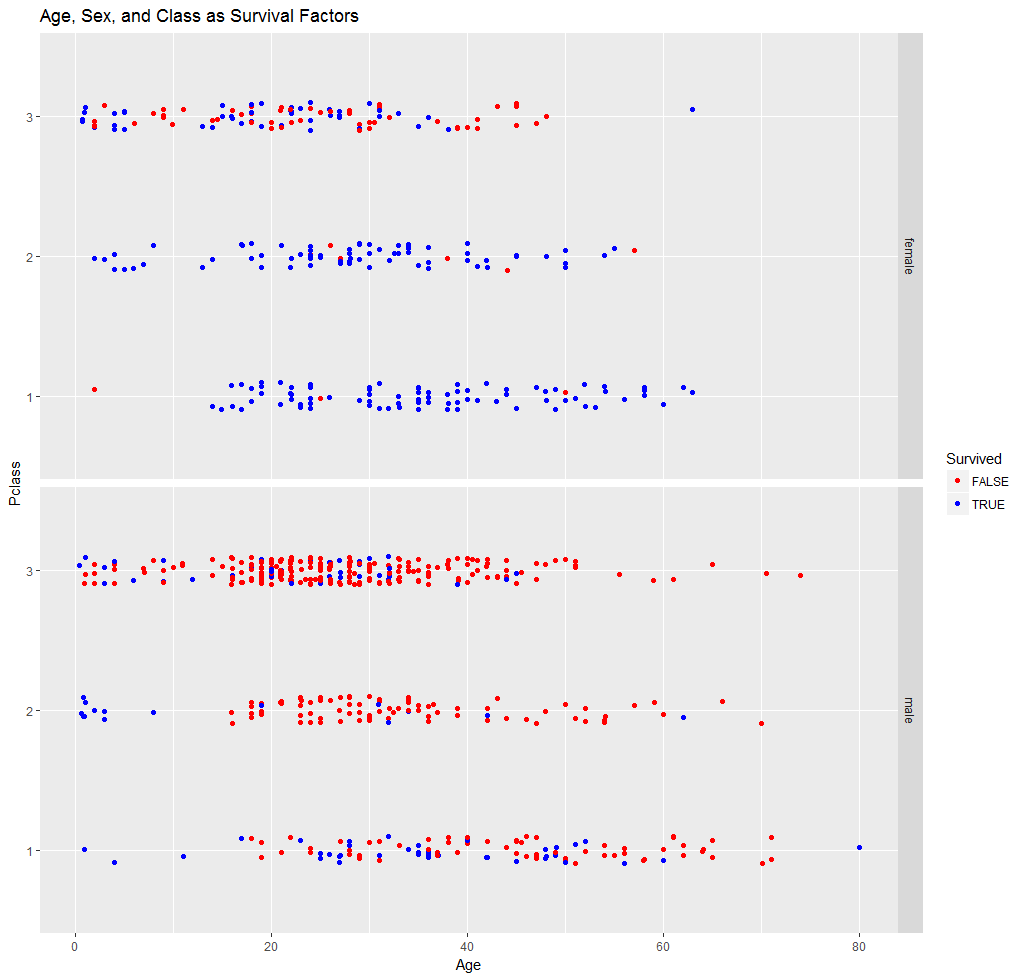 Age, Sex, and Class as Survival Factors
3
2
1
female
Pclass
3
2
1
male
0
20
40
60
80
Age
Survived
FALSE
TRUE